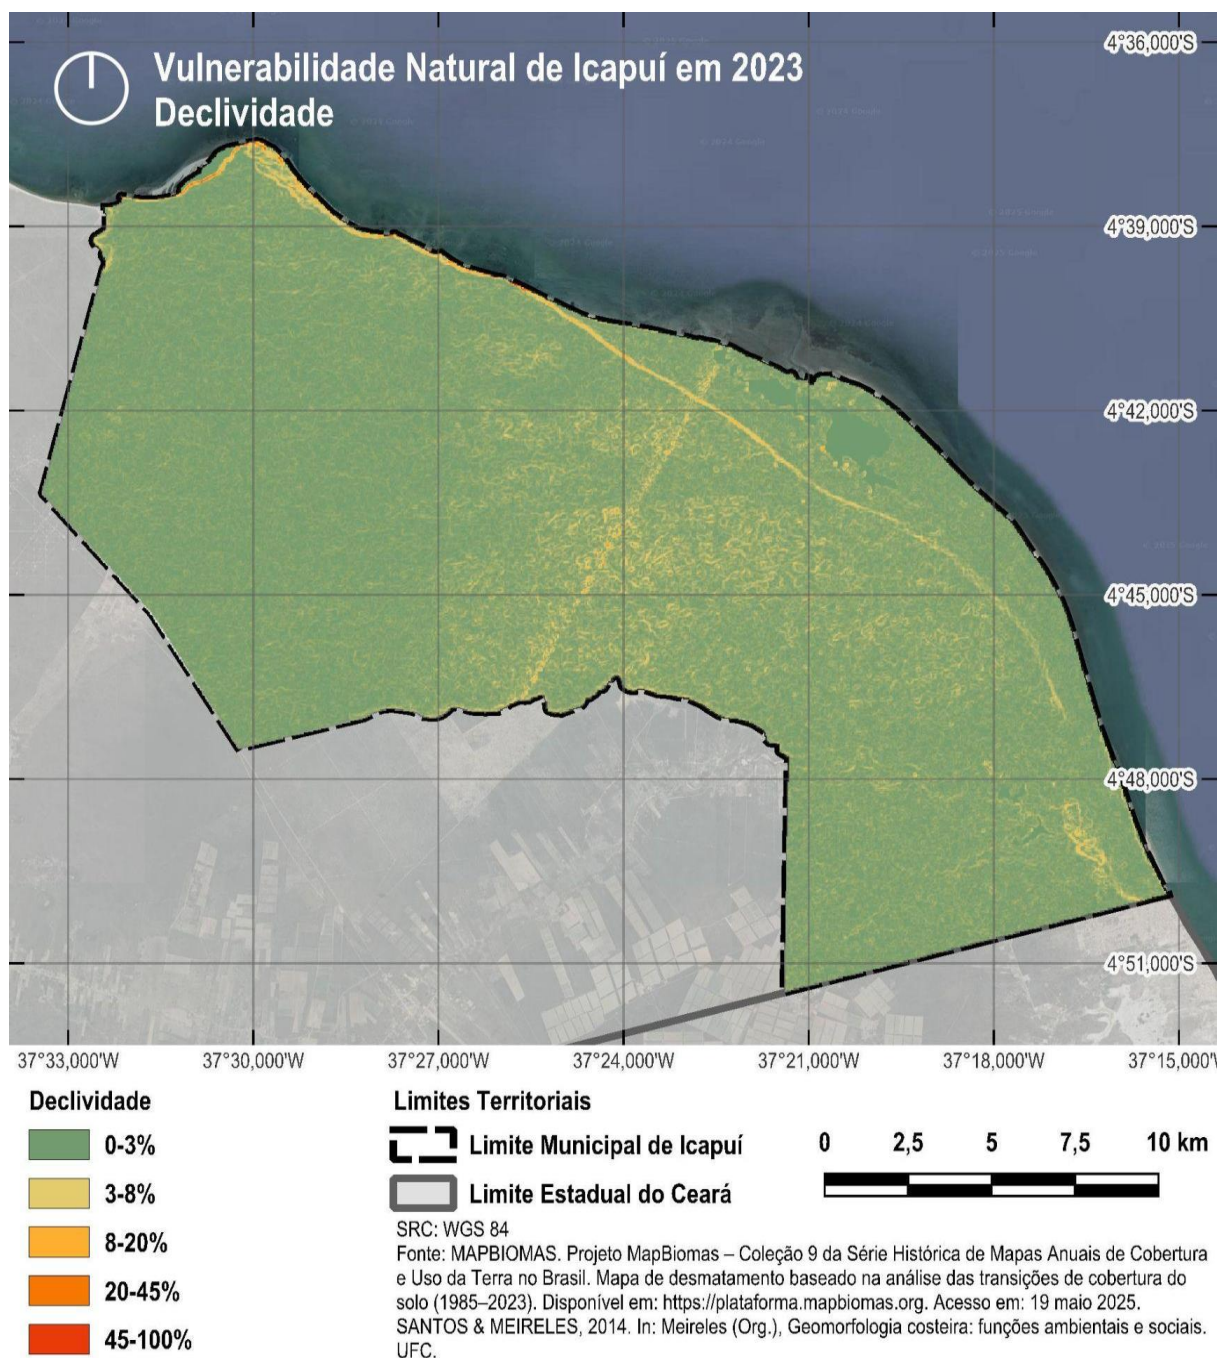 Vulnerabilidade Natural de Icapuí em 2023
Declividade
4°36,000'S
4°39,000'S
4°42,000'S
4°45,000'S
4°48,000'S
4°51,000'S
37°33,000'W 37°30,000'W 37°27,000'W 37°24,000'W 37°21,000'W 37°18,000'W 37°15,000'
Declividade
0-3%
3-8%
8-20%
20-45%
45-100%
Limites Territoriais
Limite Municipal de Icapuí
Limite Estadual do Ceará
0 2,5 5 7,5 10 km
SRC: WGS 84
Fonte: MAPBIOMAS. Projeto MapBiomas – Coleção 9 da Série Histórica de Mapas Anuais de Cobertura
e Uso da Terra no Brasil. Mapa de desmatamento baseado na análise das transições de cobertura do
solo (1985–2023). Disponível em: https://plataforma.mapbiomas.org. Acesso em: 19 maio 2025.
SANTOS & MEIRELES, 2014. In: Meireles (Org.), Geomorfologia costeira: funções ambientais e sociais.
UFC.